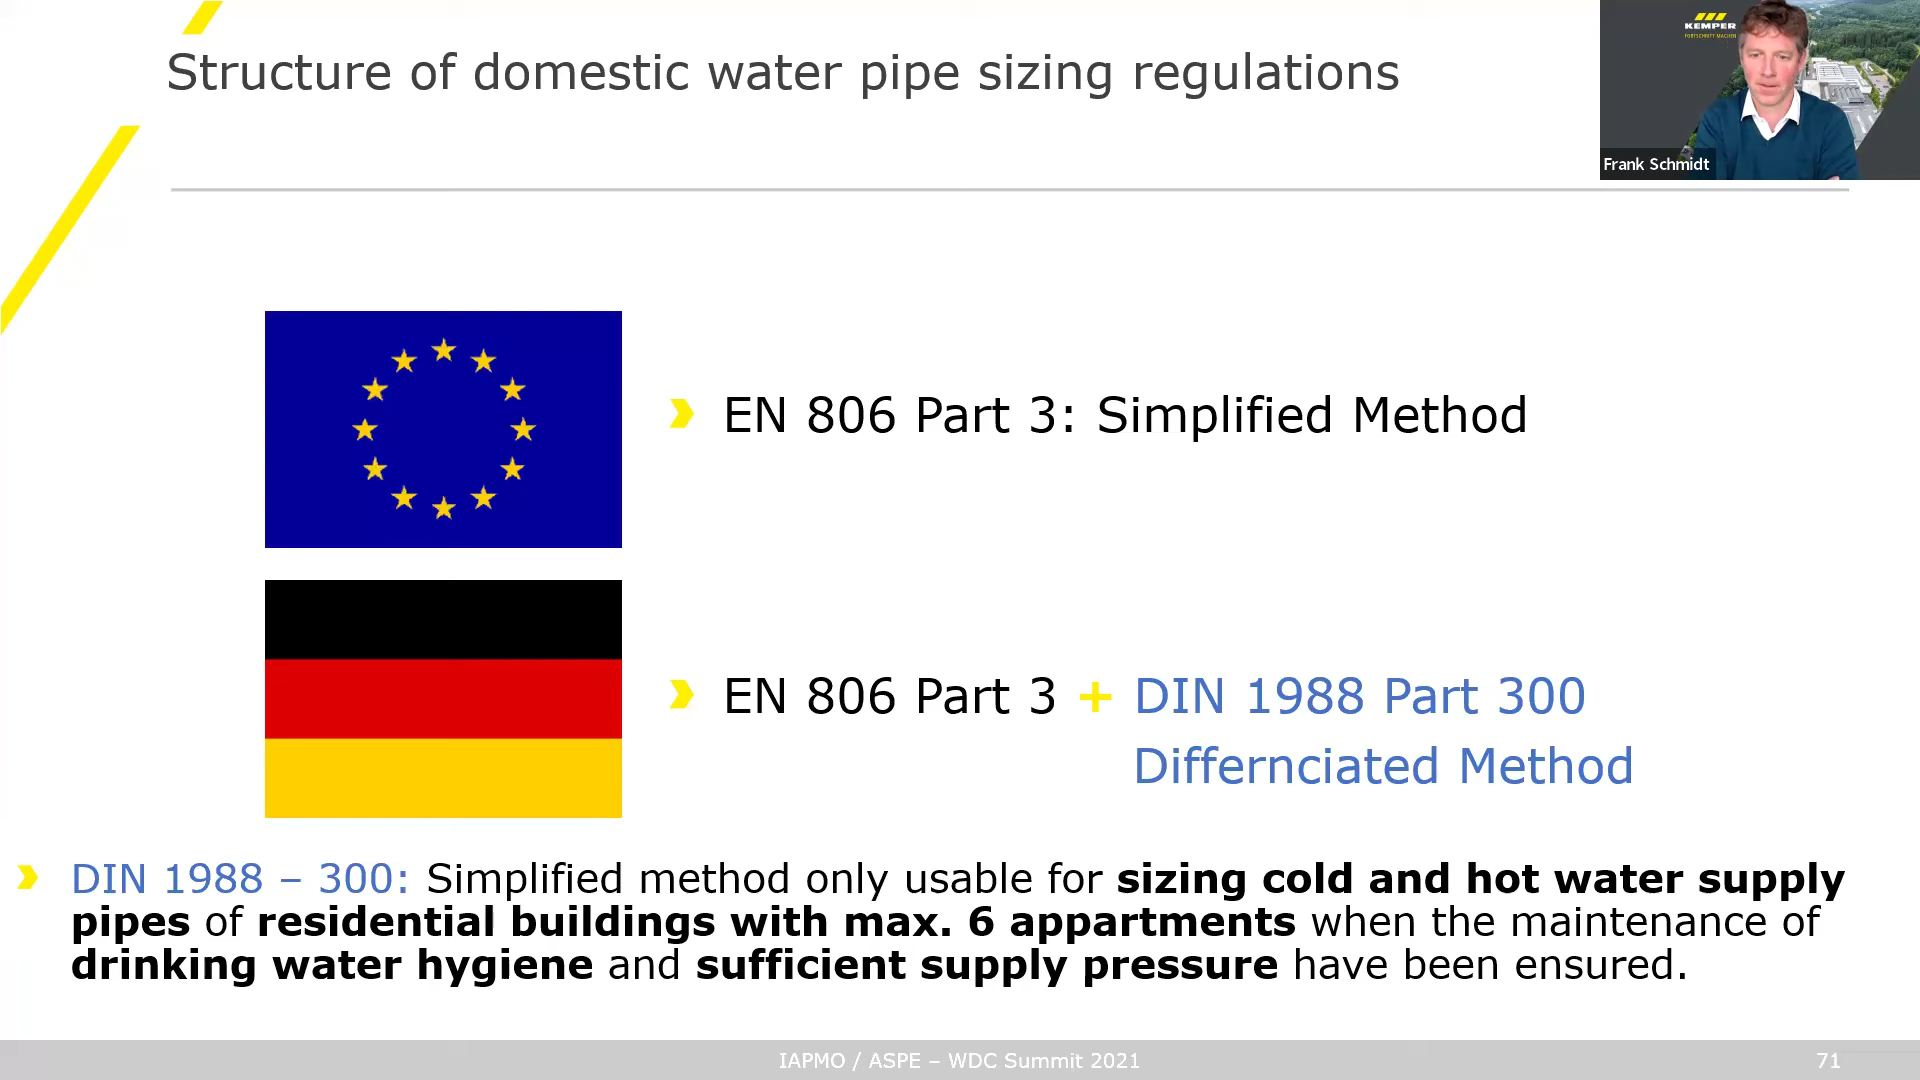 Structure of domestic water pipe sizing regulations
KEMPER
FORTSCHRITT MACHEN
Frank Schmidt
EN 806 Part 3: Simplified Method
EN 806 Part 3 + DIN 1988 Part 300
Differnciated Method
DIN 1988 – 300: Simplified method only usable for sizing cold and hot water supply
pipes of residential buildings with max. 6 appartments when the maintenance of
drinking water hygiene and sufficient supply pressure have been ensured.
IAPMO / ASPE – WDC Summit 2021
71